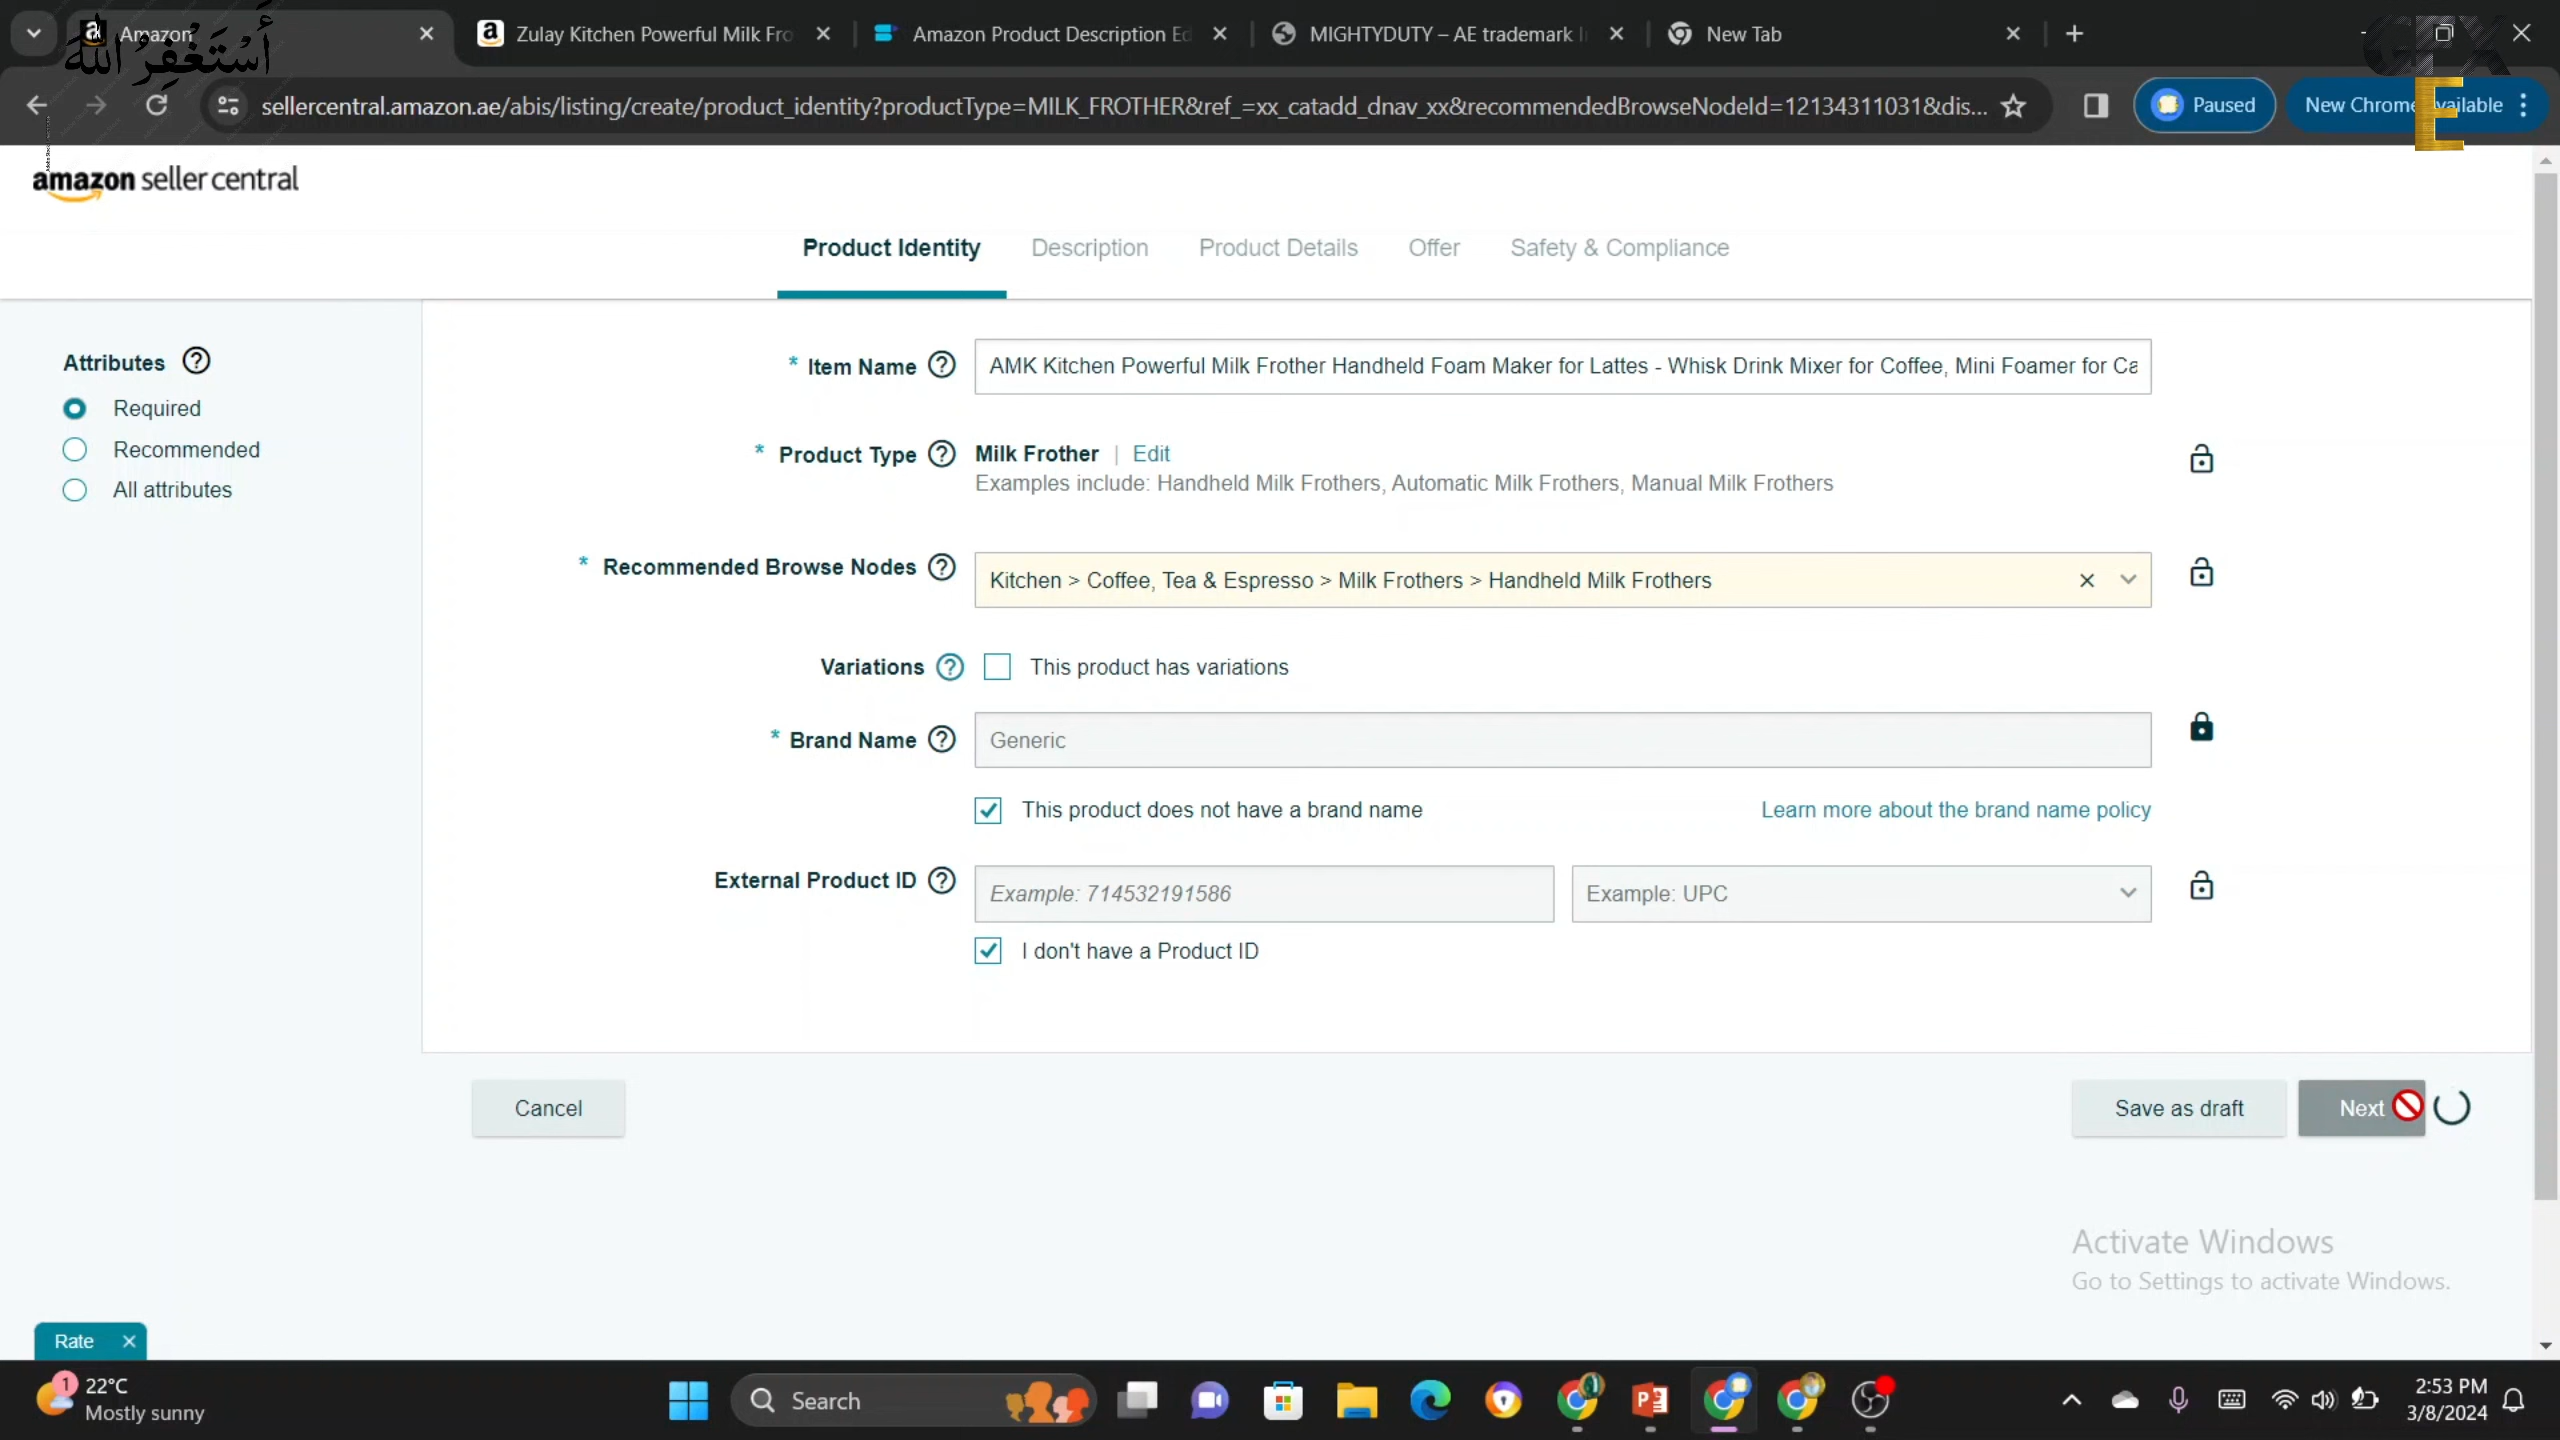 Amazon
Zulay Kitchen Powerful Milk Fro
Amazon Product Description Ed
MIGHTYDUTY – AE trademark
New Tab
أَسْتَغْفِرُ اللّٰه
sellercentral.amazon.ae/abis/listing/create/product_identity?productType=MILK_FROTHER&ref_=xx_catadd_dnav_xx&recommendedBrowseNodeId=12134311031&dis...
Paused
New Chrome available
E
amazon seller central
Product Identity
Description
Product Details
Offer
Safety & Compliance
Attributes
Required
Recommended
All attributes
* Item Name
AMK Kitchen Powerful Milk Frother Handheld Foam Maker for Lattes - Whisk Drink Mixer for Coffee, Mini Foamer for Ca
* Product Type
Milk Frother | Edit
Examples include: Handheld Milk Frothers, Automatic Milk Frothers, Manual Milk Frothers
* Recommended Browse Nodes
Kitchen > Coffee, Tea & Espresso > Milk Frothers > Handheld Milk Frothers
Variations
This product has variations
* Brand Name
Generic
This product does not have a brand name
Learn more about the brand name policy
External Product ID
Example: 714532191586
Example: UPC
I don't have a Product ID
Cancel
Save as draft
Next
Activate Windows
Go to Settings to activate Windows.
Rate
1
22°C
Mostly sunny
Search
2:53 PM
3/8/2024